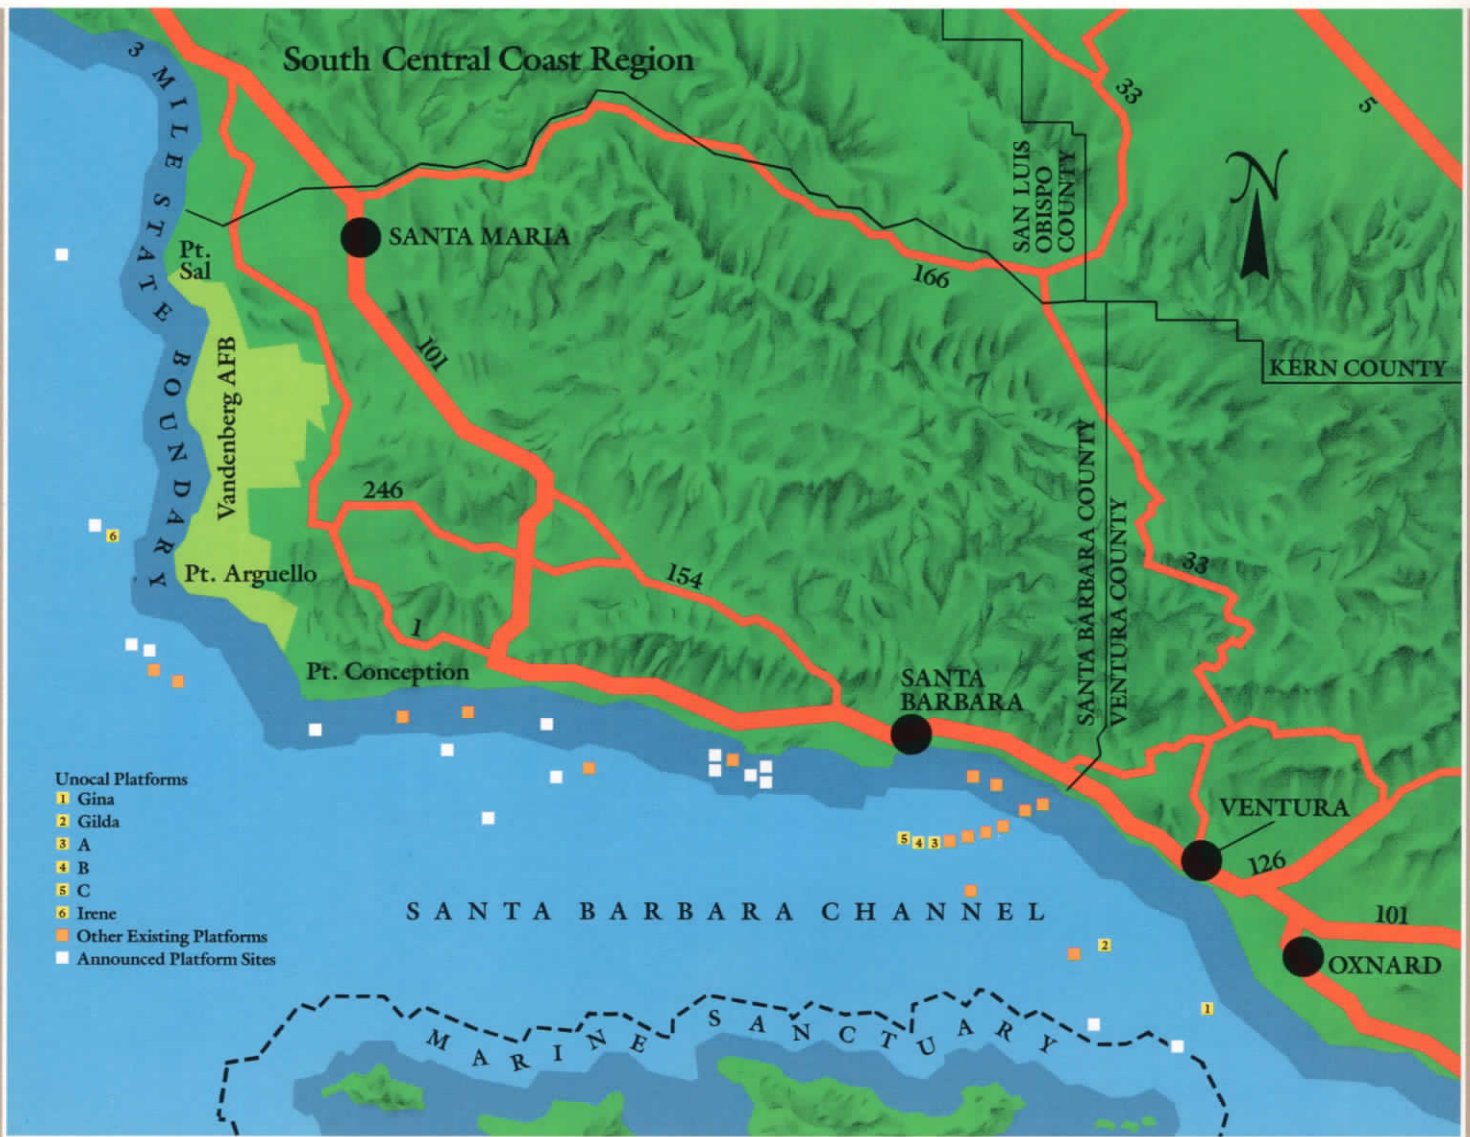 South Central Coast Region
3 MILE STATE BOUNDARY
33
5
N
SAN LUIS
OBISPO
COUNTY
SANTA MARIA
Pt.
Sal
166
101
Vandenberg AFB
KERN COUNTY
SANTA BARBARA COUNTY
VENTURA COUNTY
246
33
Pt. Arguello
154
6
1
Pt. Conception
SANTA
BARBARA
VENTURA
126
5 4 3
101
OXNARD
SANTA BARBARA CHANNEL
2
1
MARINE SANCTUARY
Unocal Platforms
1 Gina
2 Gilda
3 A
4 B
5 C
6 Irene
Other Existing Platforms
Announced Platform Sites